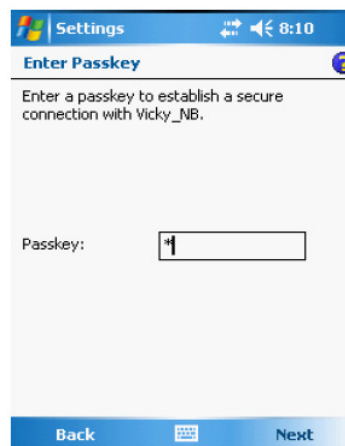 Settings 8:10
Enter Passkey ?
Enter a passkey to establish a secure
connection with Vicky_NB.
Passkey: *
Back Next